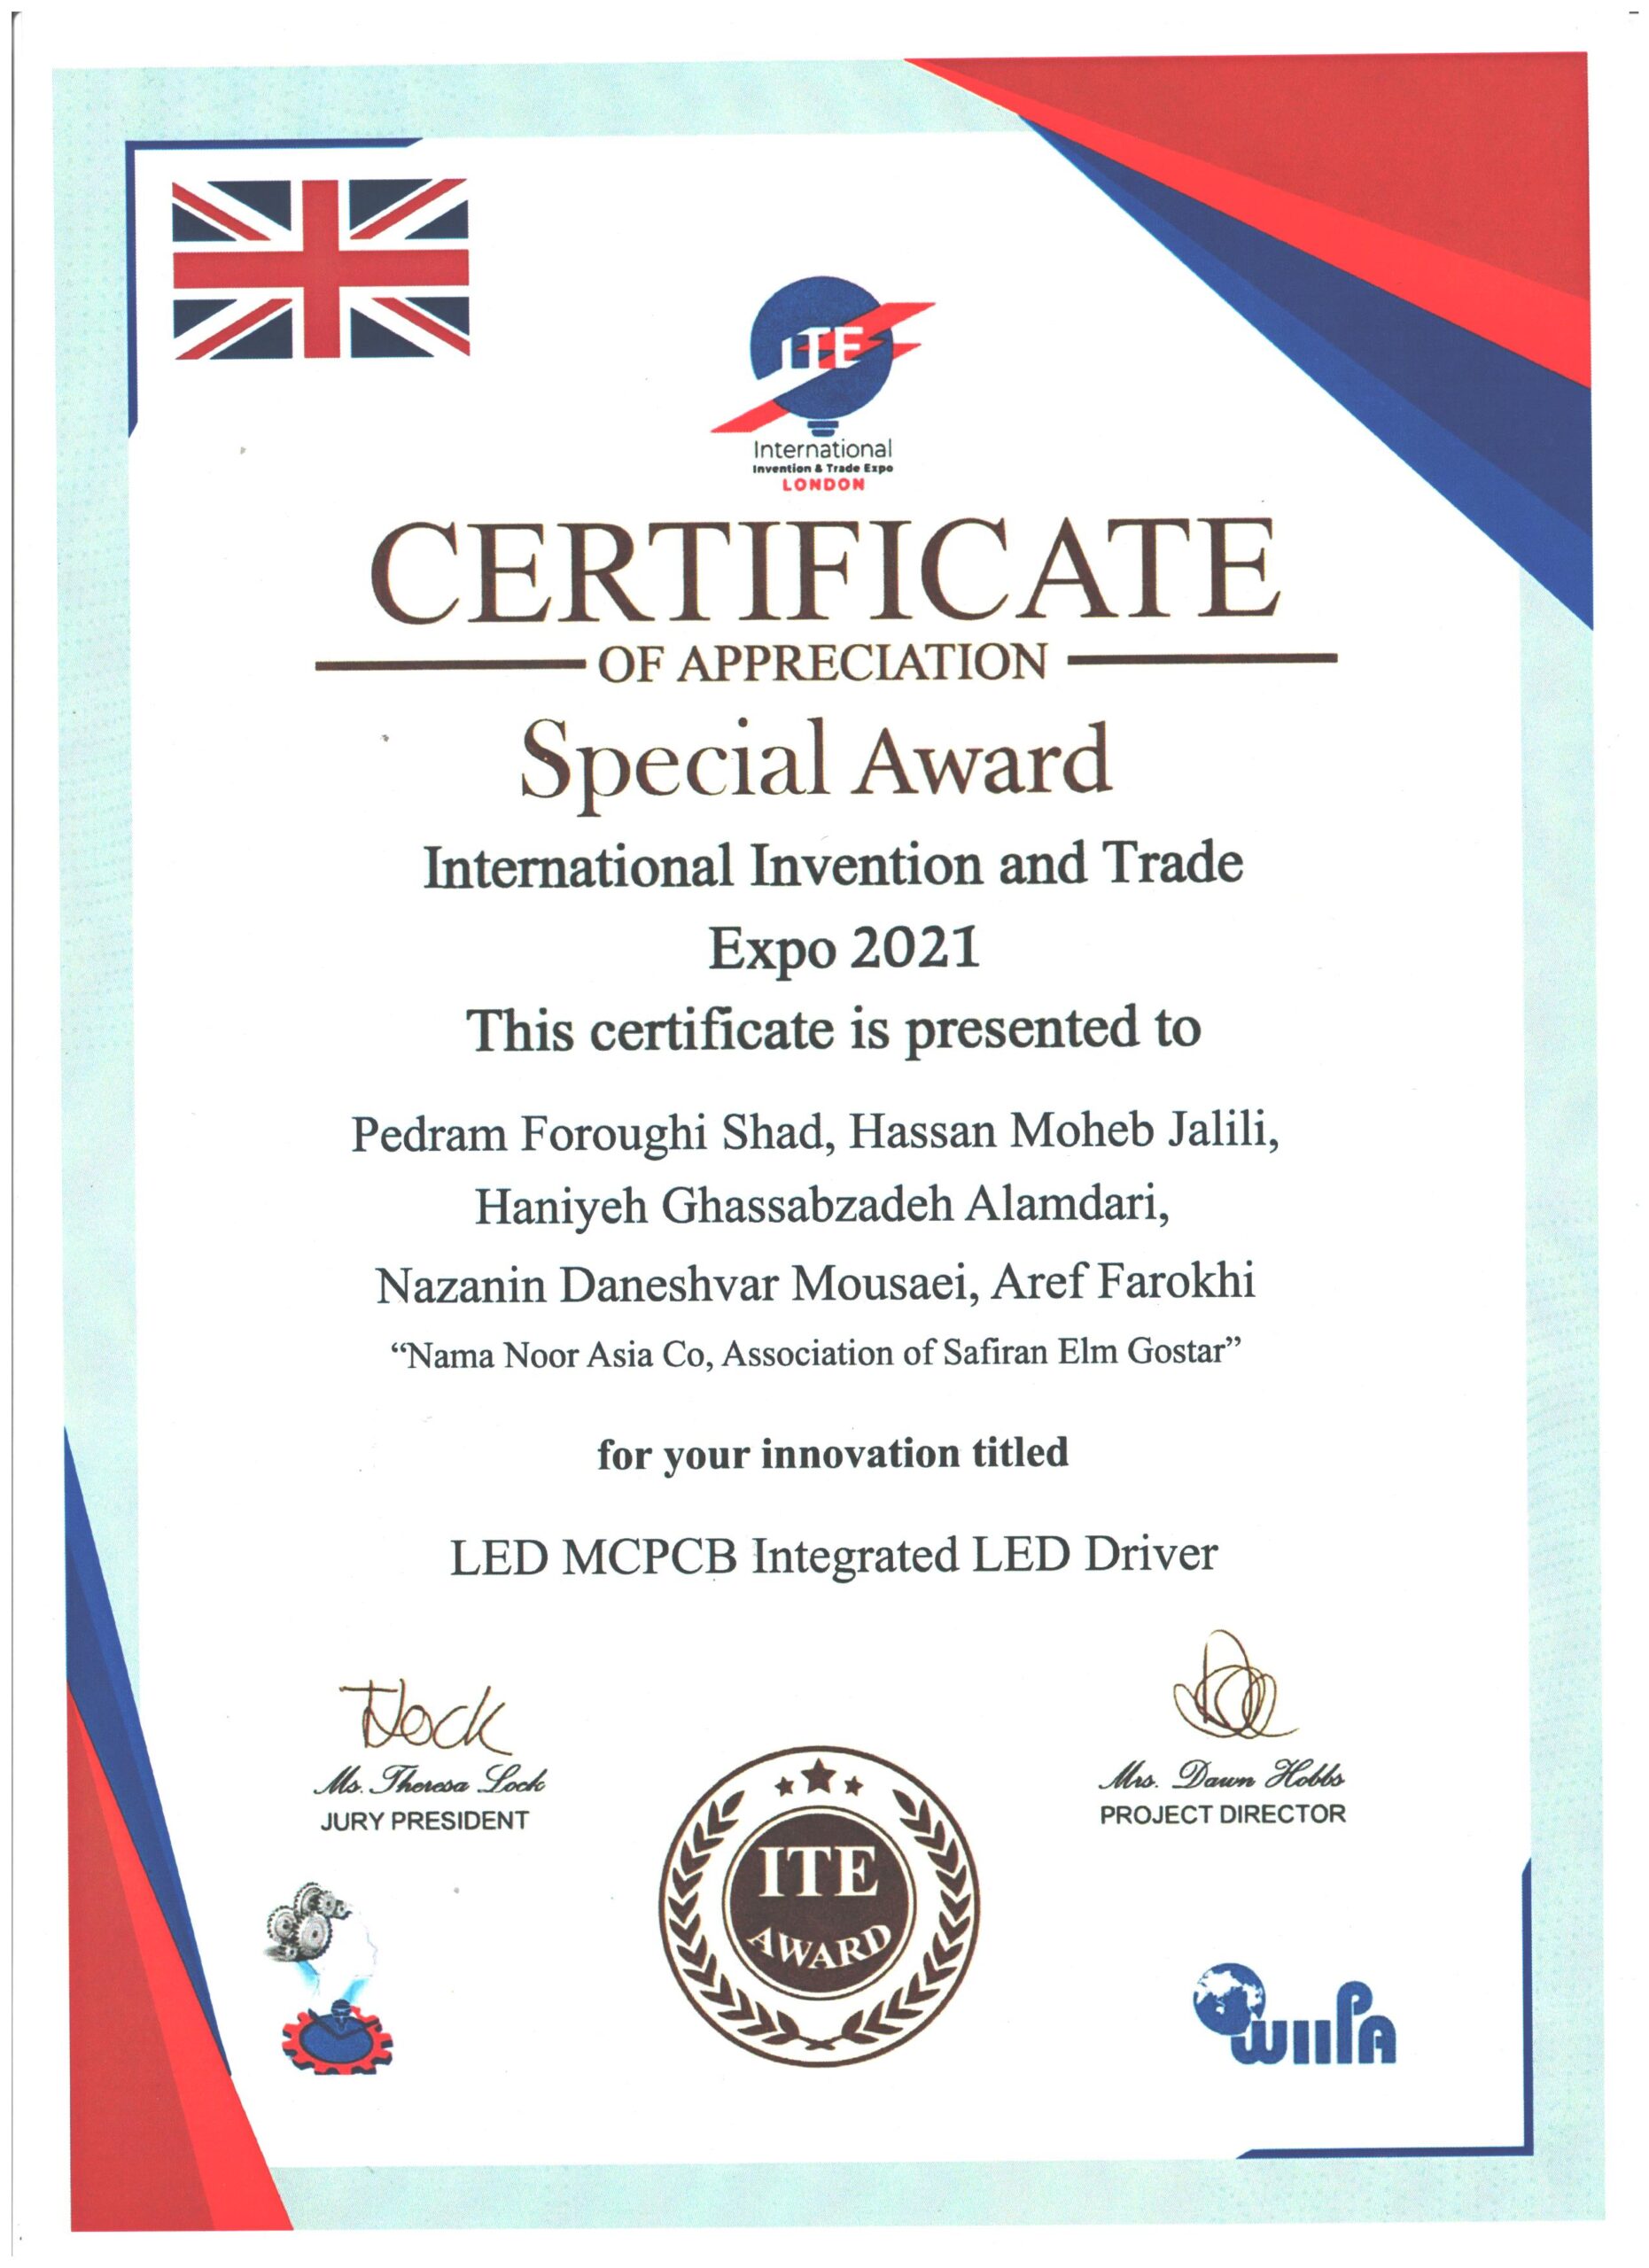 ITE
International
Invention & Trade Expo
LONDON
CERTIFICATE
OF APPRECIATION
Special Award
International Invention and Trade
Expo 2021
This certificate is presented to
Pedram Foroughi Shad, Hassan Moheb Jalili,
Haniyeh Ghassabzadeh Alamdari,
Nazanin Daneshvar Mousaei, Aref Farokhi
“Nama Noor Asia Co, Association of Safiran Elm Gostar”
for your innovation titled
LED MCPCB Integrated LED Driver
Ms. Theresa Lock
JURY PRESIDENT
Mrs. Dawn Hobbs
PROJECT DIRECTOR
ITE
AWARD
WIIPA